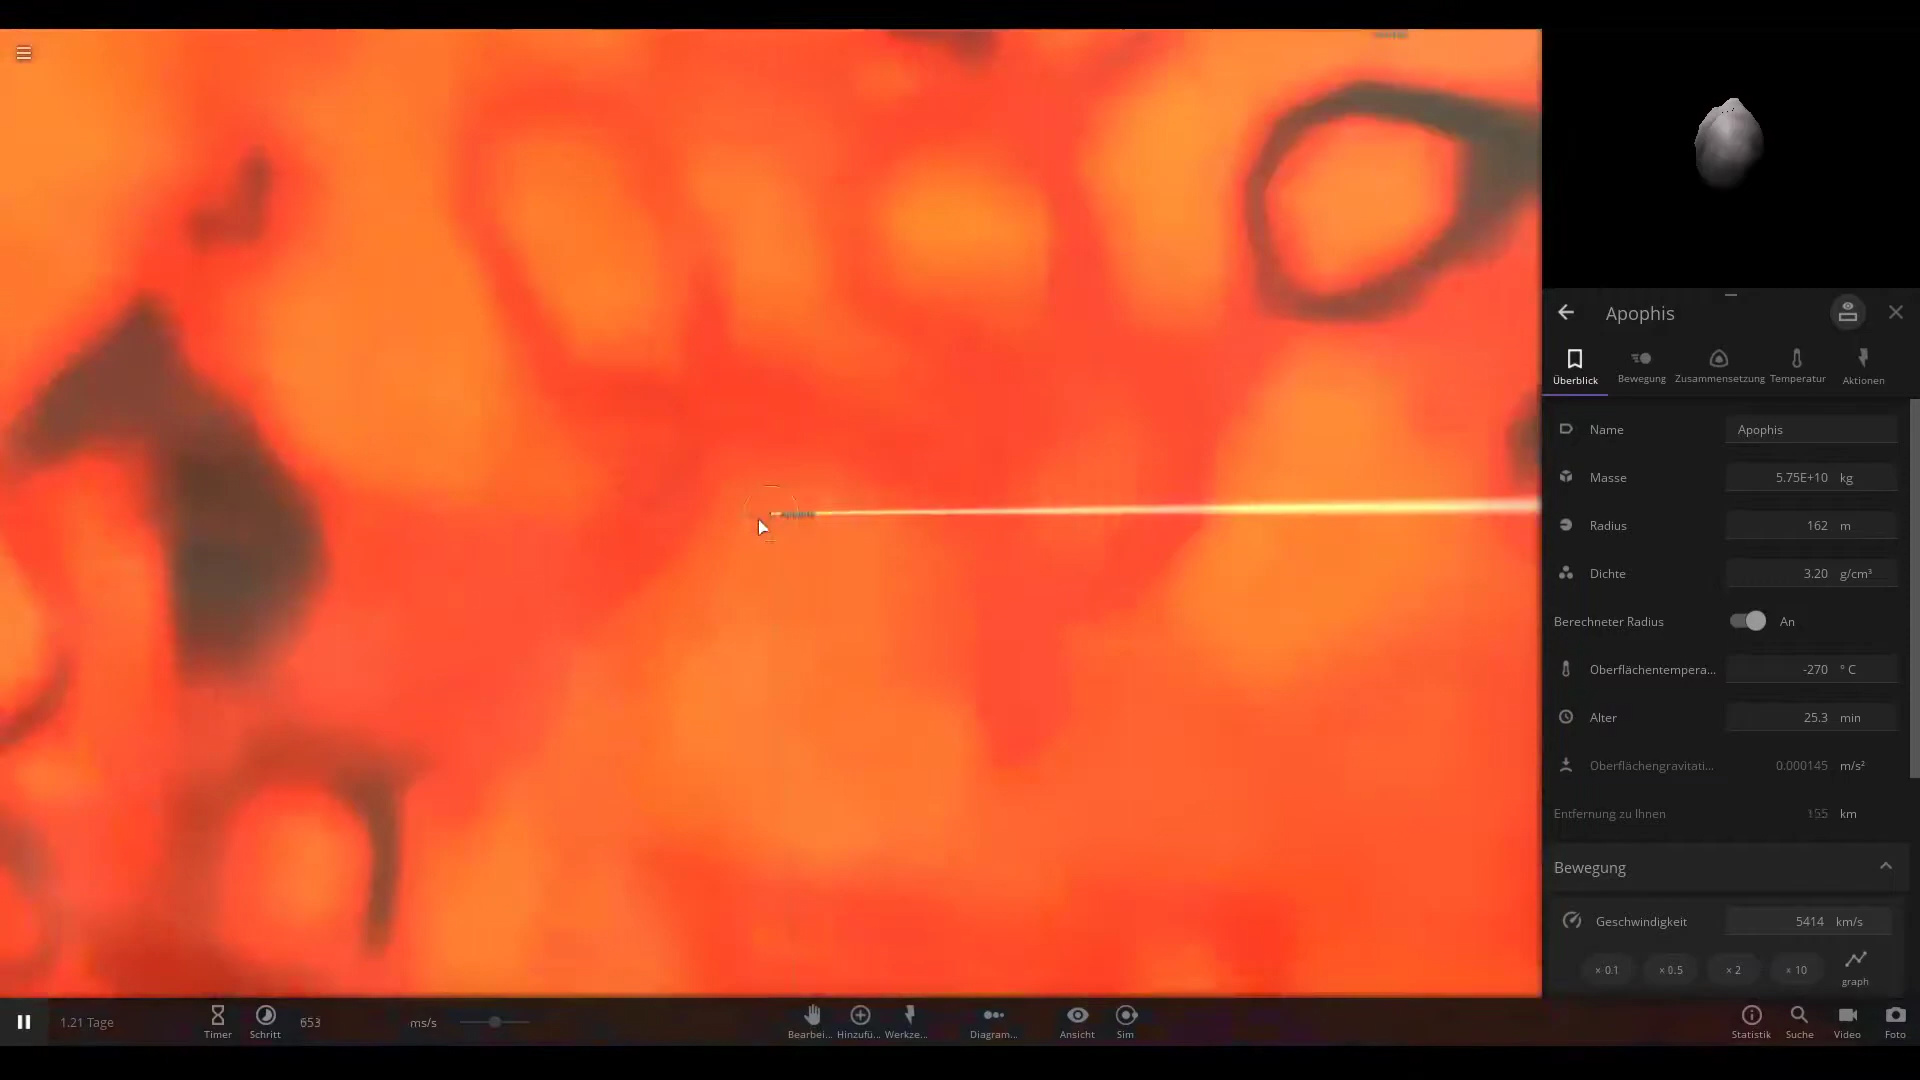 Apophis
Überblick
Bewegung
Zusammensetzung
Temperatur
Aktionen
Name
Apophis
Masse
5.75E+10 kg
Radius
162 m
Dichte
3.20 g/cm³
Berechneter Radius
An
Oberflächentempera...
-270 ° C
Alter
25.3 min
Oberflächengravitati...
0.000145 m/s²
Entfernung zu Ihnen
155 km
Bewegung
Geschwindigkeit
5414 km/s
× 0.1
× 0.5
× 2
× 10
graph
Apophis
1.21 Tage
Timer
Schritt
653 ms/s
Bearbei...
Hinzufü...
Werkze...
Diagram...
Ansicht
Sim
Statistik
Suche
Video
Foto